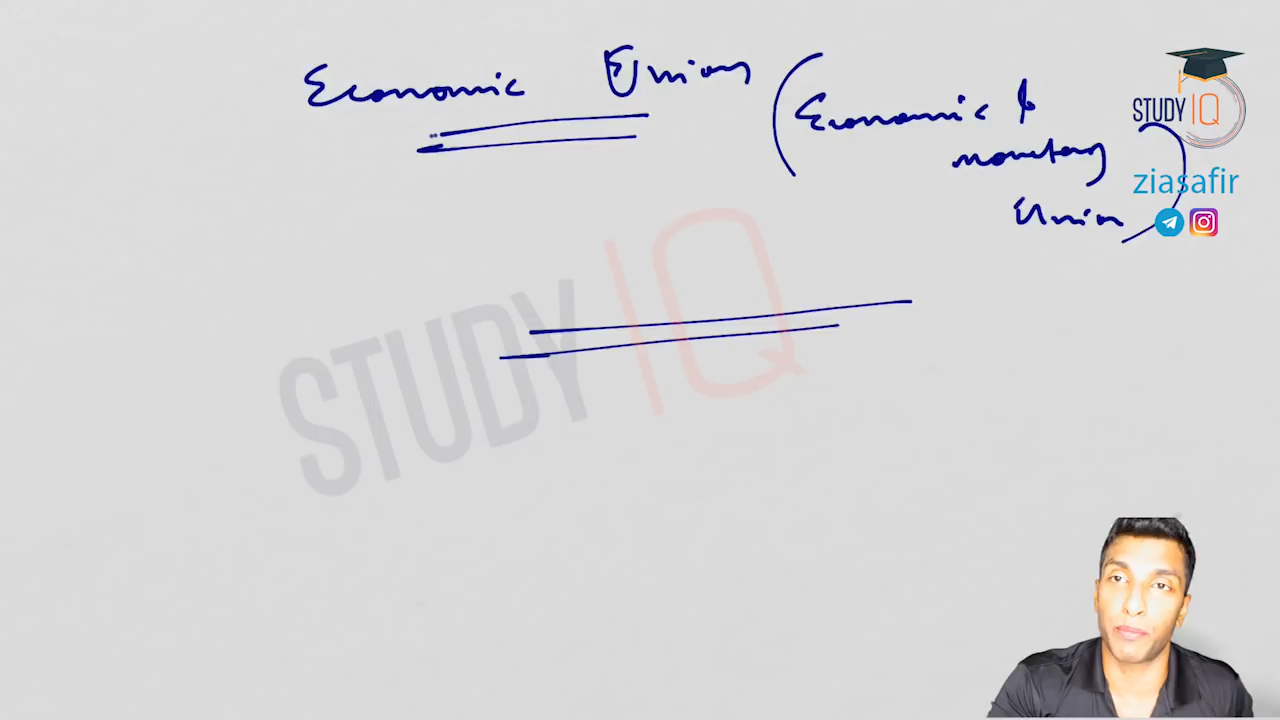 Economic Union
(Economic &
monetary
Union)
STUDY IQ
ziasafir
STUDY IQ